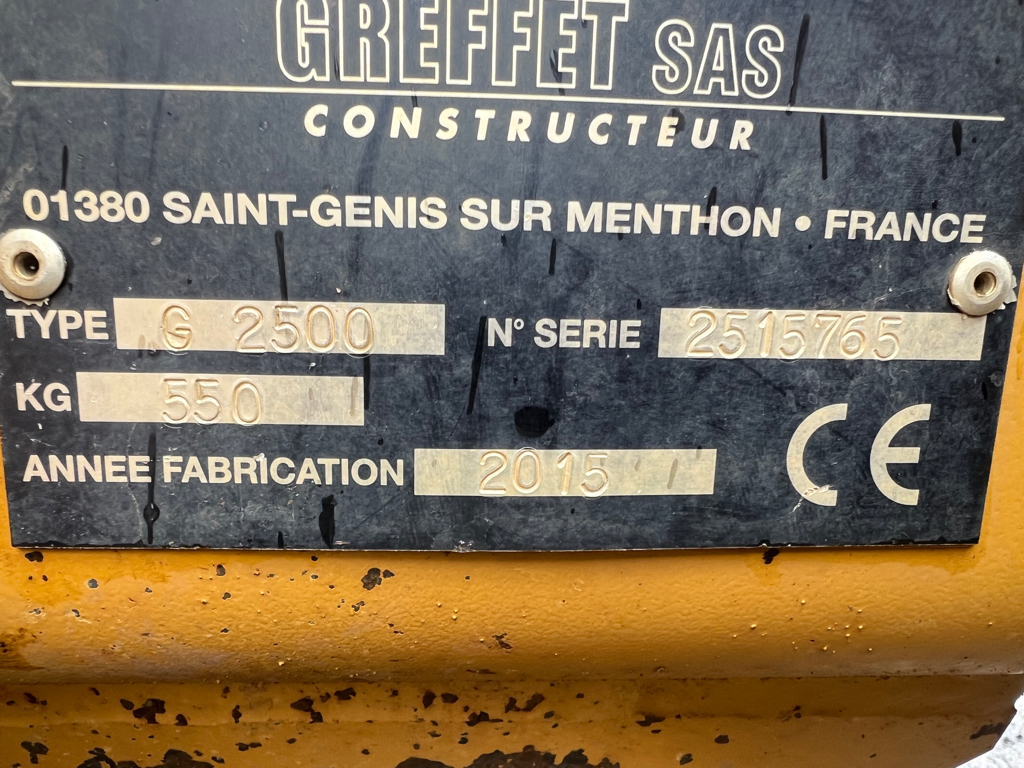 GREFFET SAS
CONSTRUCTEUR
01380 SAINT-GENIS SUR MENTHON • FRANCE
TYPE G 2500 N° SERIE 2515765
KG 550
ANNEE FABRICATION 2015 CE